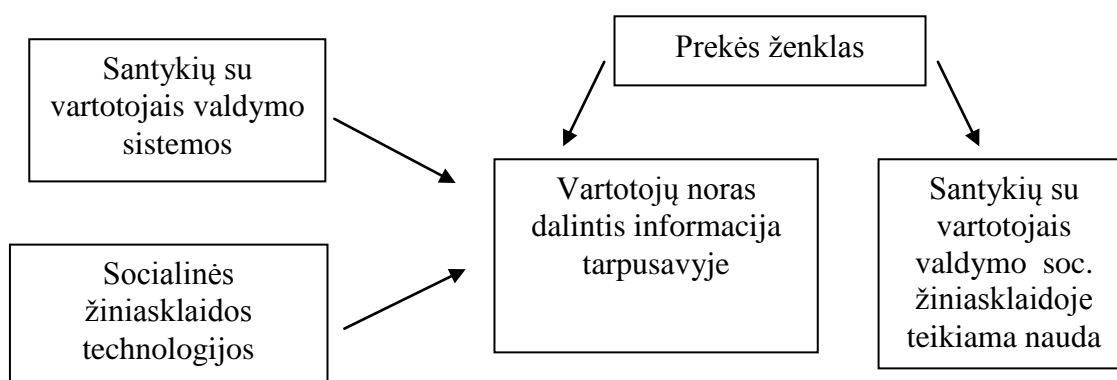 Santykių su
vartotojais valdymo
sistemos
Prekės ženklas
Vartotojų noras
dalintis informacija
tarpusavyje
Santykių su
vartotojais
valdymo soc.
žiniasklaidoje
teikiama nauda
Socialinės
žiniasklaidos
technologijos